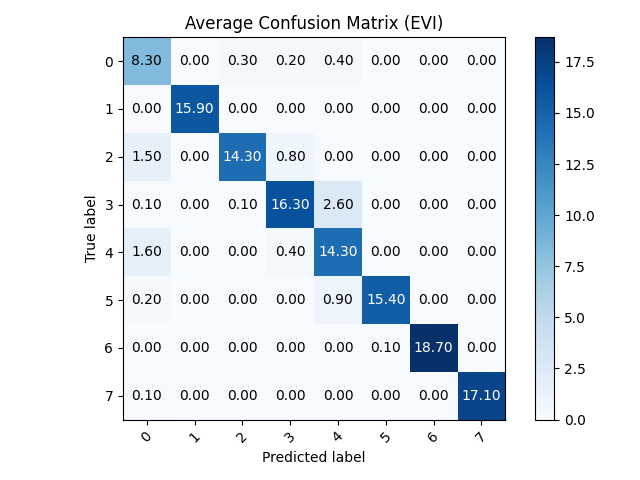 Average Confusion Matrix (EVI)
0 8.30 0.00 0.30 0.20 0.40 0.00 0.00 0.00
1 0.00 15.90 0.00 0.00 0.00 0.00 0.00 0.00
2 1.50 0.00 14.30 0.80 0.00 0.00 0.00 0.00
3 0.10 0.00 0.10 16.30 2.60 0.00 0.00 0.00
4 1.60 0.00 0.00 0.40 14.30 0.00 0.00 0.00
5 0.20 0.00 0.00 0.00 0.90 15.40 0.00 0.00
6 0.00 0.00 0.00 0.00 0.00 0.10 18.70 0.00
7 0.10 0.00 0.00 0.00 0.00 0.00 0.00 17.10
0 1 2 3 4 5 6 7
Predicted label
True label
17.5
15.0
12.5
10.0
7.5
5.0
2.5
0.0